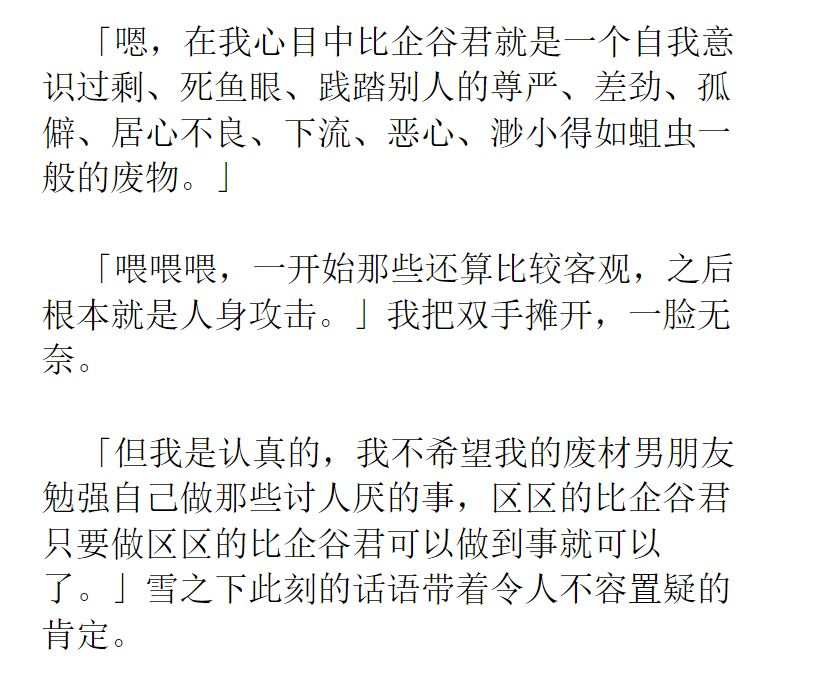 「嗯，在我心目中比企谷君就是一个自我意
识过剩、死鱼眼、践踏别人的尊严、差劲、孤
僻、居心不良、下流、恶心、渺小得如蛆虫一
般的废物。」
「喂喂喂，一开始那些还算比较客观，之后
根本就是人身攻击。」我把双手摊开，一脸无
奈。
「但我是认真的，我不希望我的废材男朋友
勉强自己做那些讨人厌的事，区区的比企谷君
只要做区区的比企谷君可以做到事就可以
了。」雪之下此刻的话语带着令人不容置疑的
肯定。